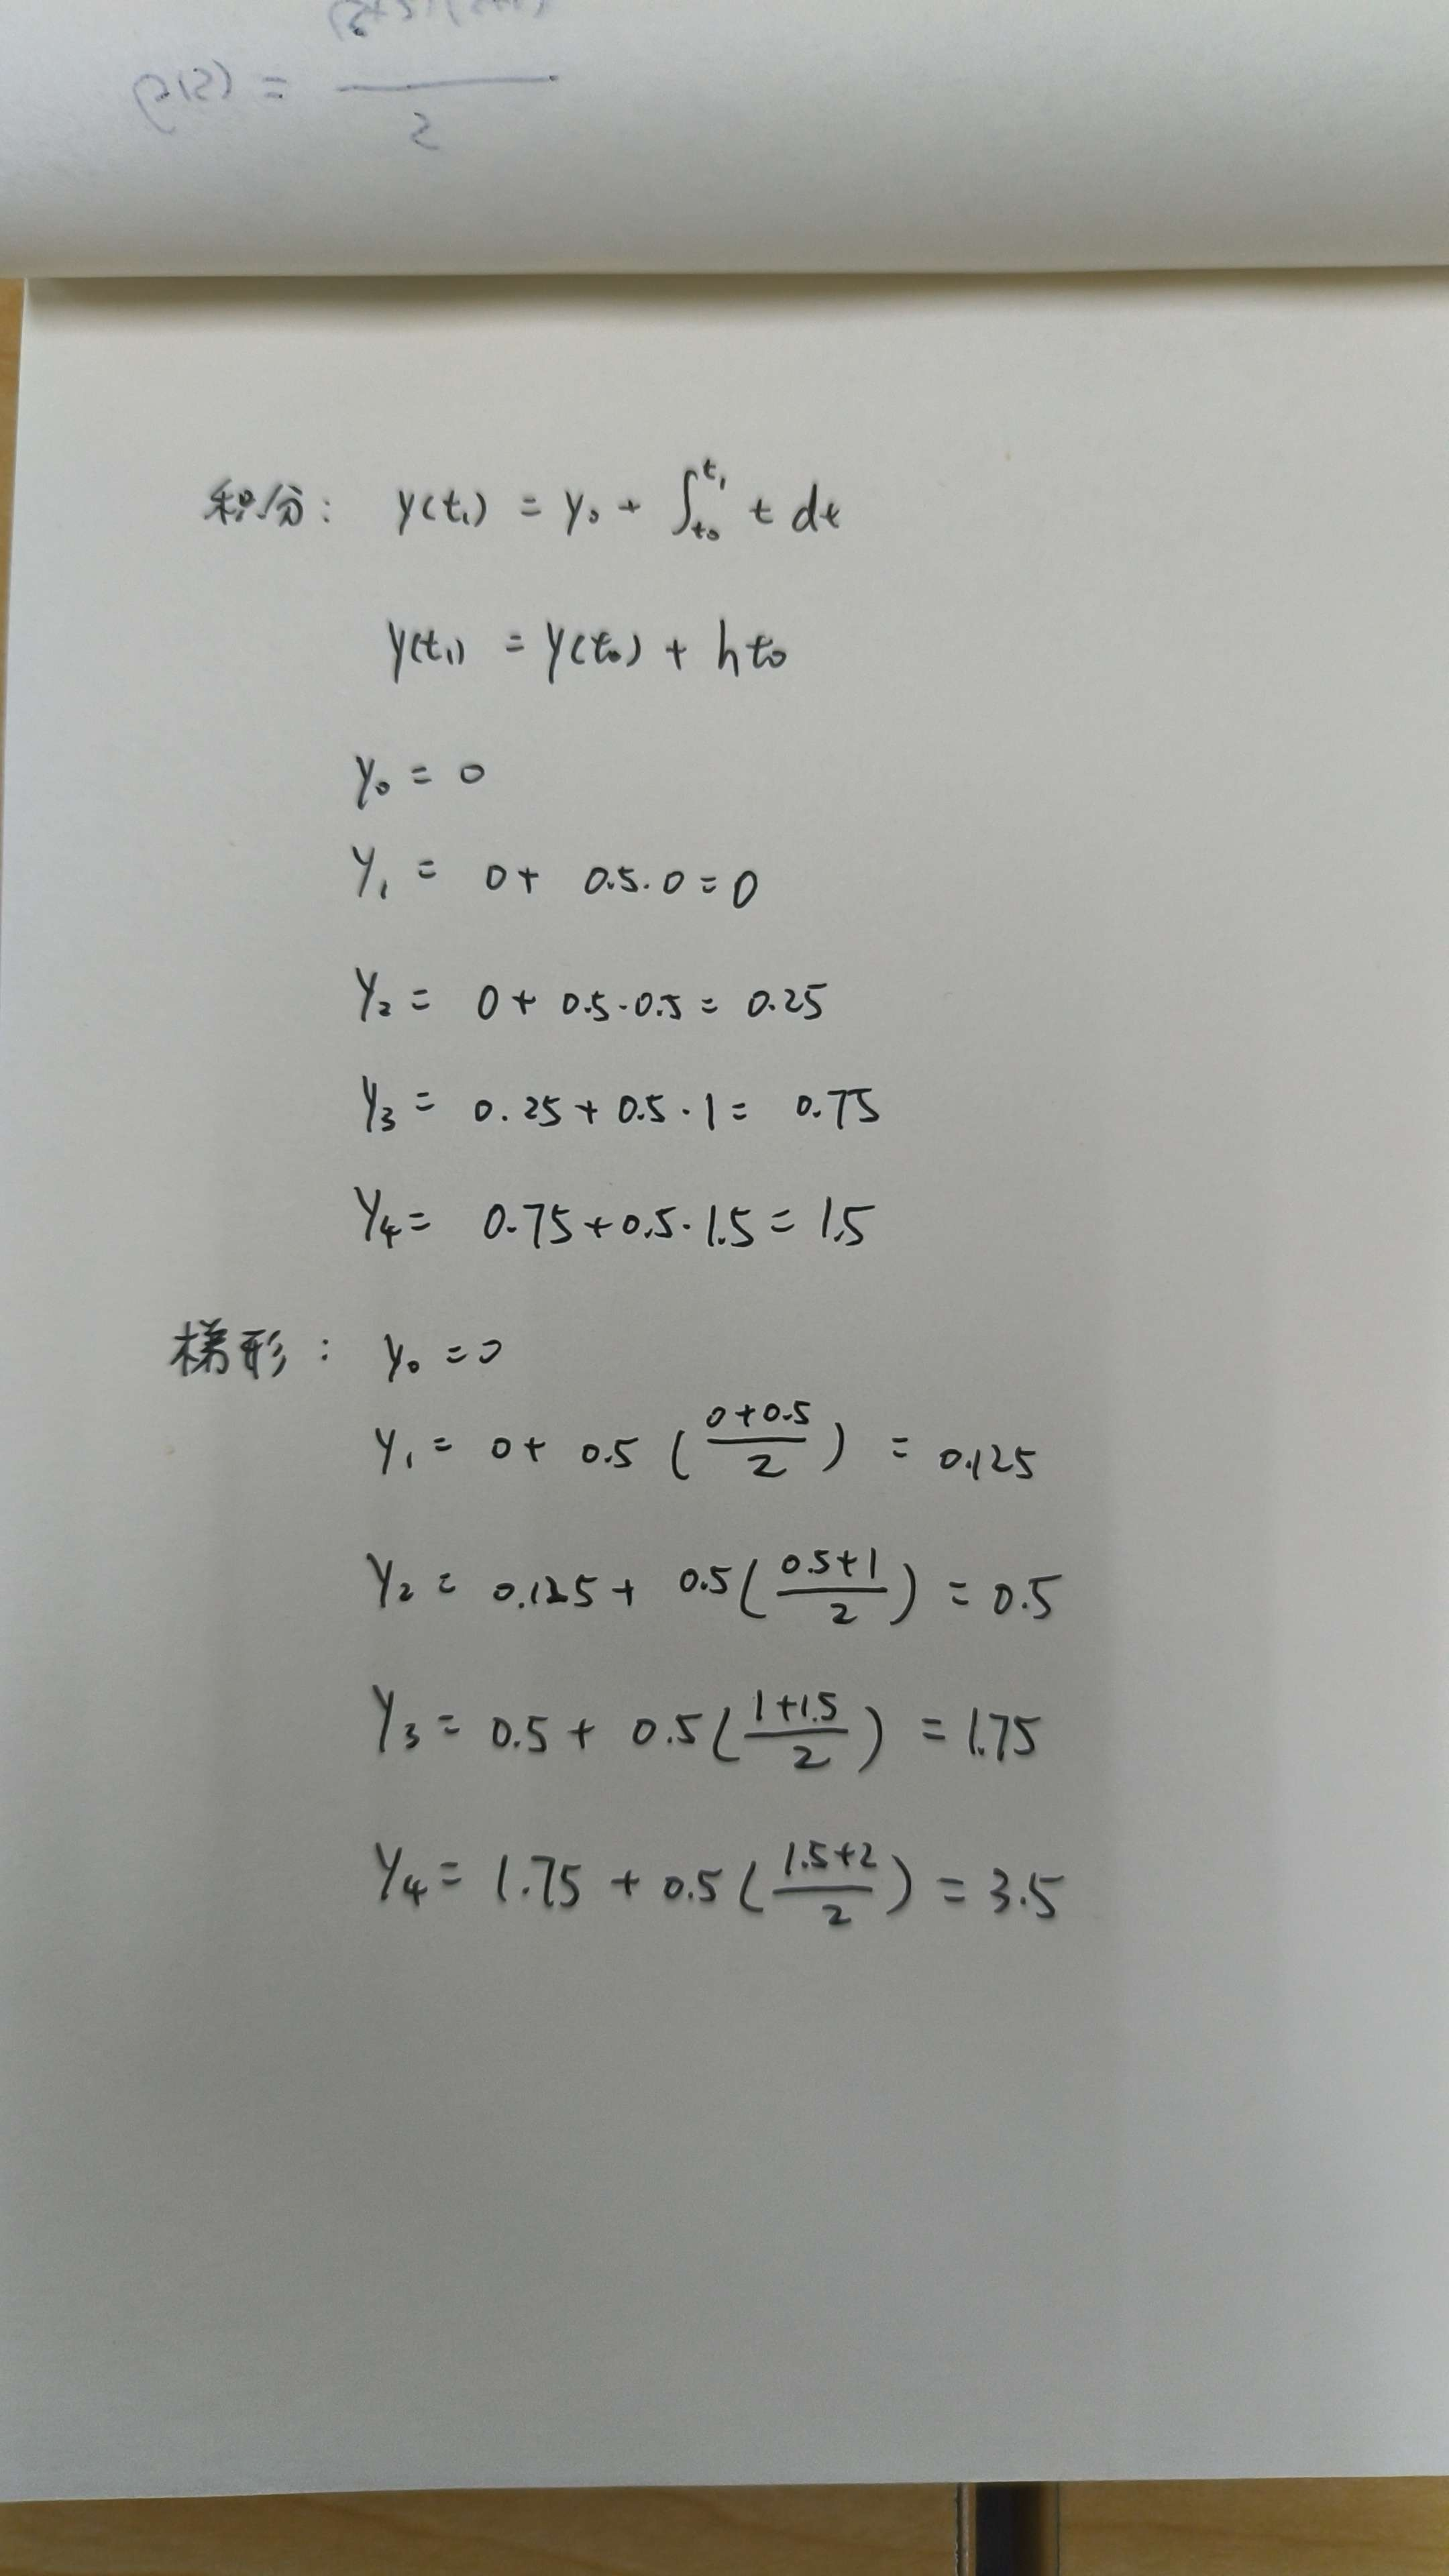 积分: y(t₁) = y₀ + ∫_{t₀}^{t₁} t dt
y(t₁) = y(t₀) + ht₀
y₀ = 0
y₁ = 0 + 0.5·0 = 0
y₂ = 0 + 0.5·0.5 = 0.25
y₃ = 0.25 + 0.5·1 = 0.75
y₄ = 0.75 + 0.5·1.5 = 1.5
梯形: y₀ = 0
y₁ = 0 + 0.5 ( (0+0.5)/2 ) = 0.125
y₂ = 0.125 + 0.5 ( (0.5+1)/2 ) = 0.5
y₃ = 0.5 + 0.5 ( (1+1.5)/2 ) = 1.75
y₄ = 1.75 + 0.5 ( (1.5+2)/2 ) = 3.5